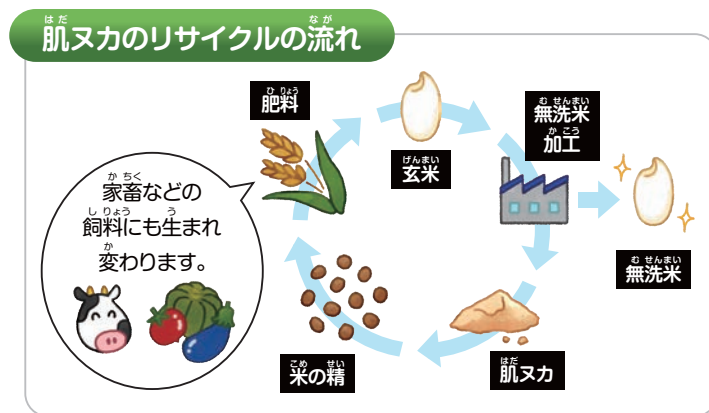 肌ヌカのリサイクルの流れ
肥料
玄米
無洗米
加工
無洗米
肌ヌカ
米の精
家畜などの
飼料にも生まれ
変わります。